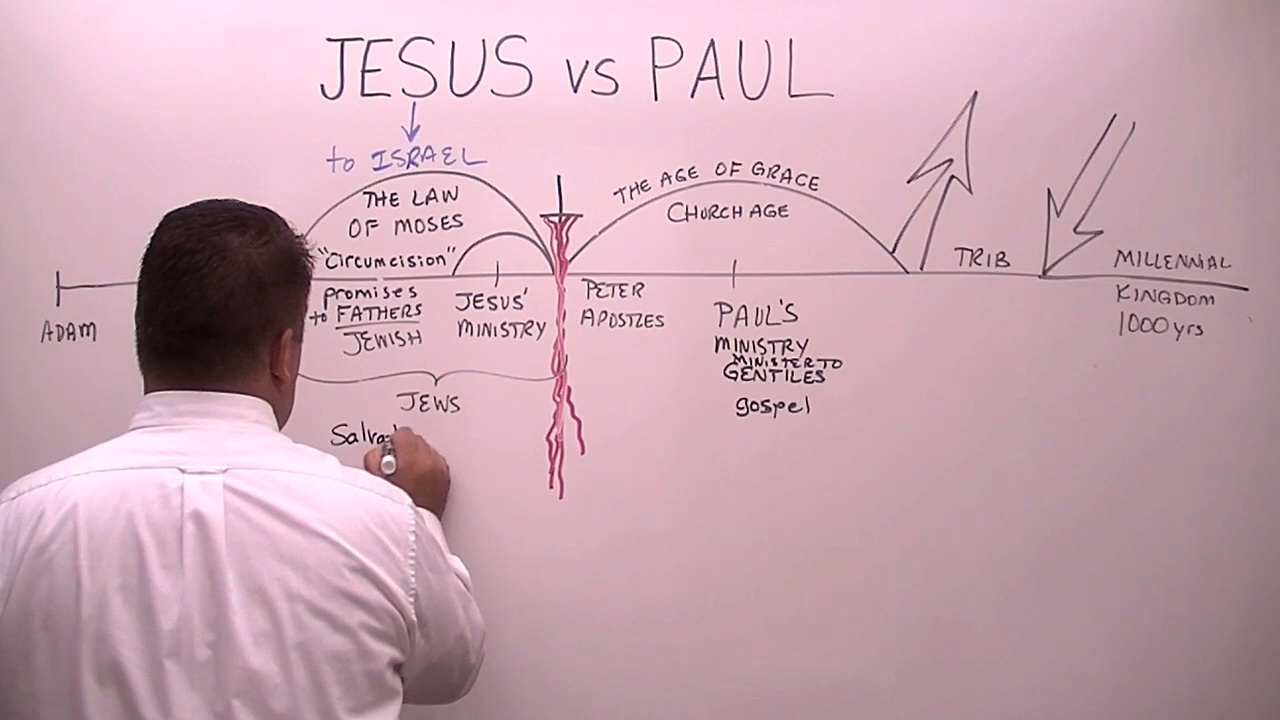 JESUS vs PAUL
to ISRAEL
THE LAW
OF MOSES
"Circumcision"
THE AGE OF GRACE
CHURCH AGE
TRIB
MILLENNIAL
KINGDOM
1000 yrs
ADAM
promises
to FATHERS
JEWISH
JESUS'
MINISTRY
PETER
APOSTLES
PAUL'S
MINISTRY
MINISTER TO
GENTILES
gospel
JEWS
Salva